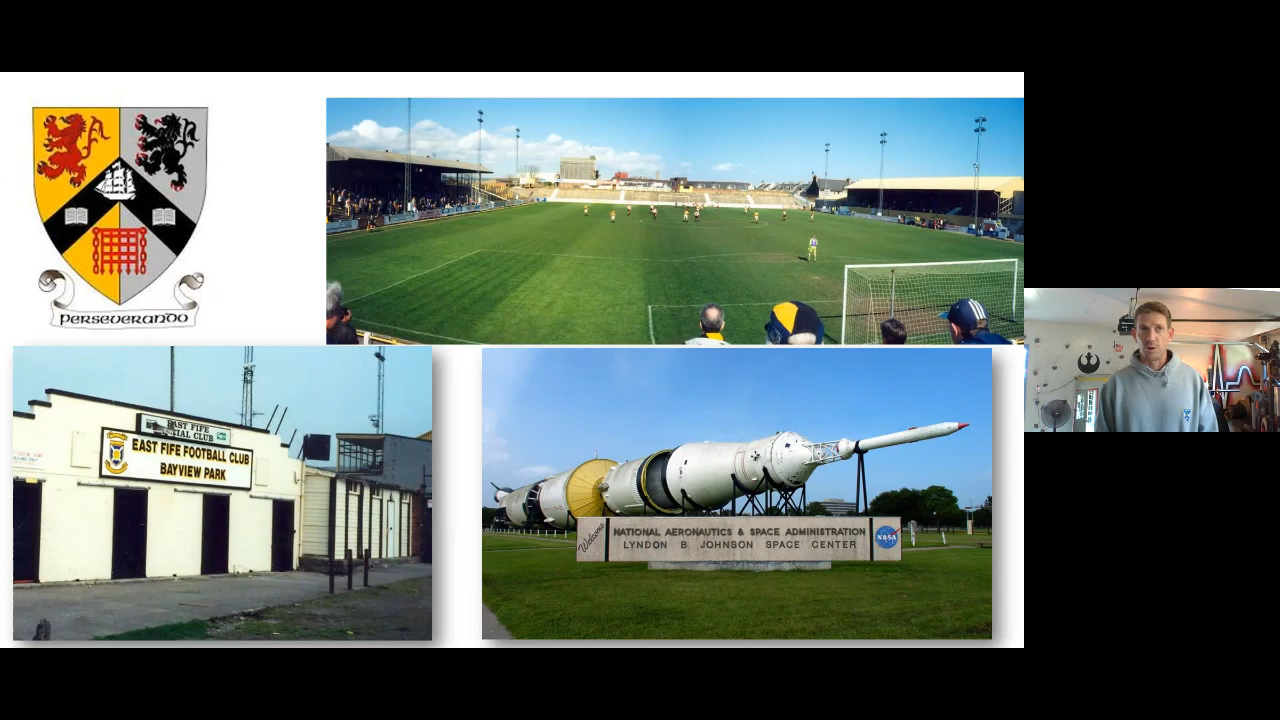 PERSEVERANDO
EAST FIFE
SOCIAL CLUB
EAST FIFE FOOTBALL CLUB
BAYVIEW PARK
Welcome
NATIONAL AERONAUTICS & SPACE ADMINISTRATION
LYNDON B JOHNSON SPACE CENTER
NASA